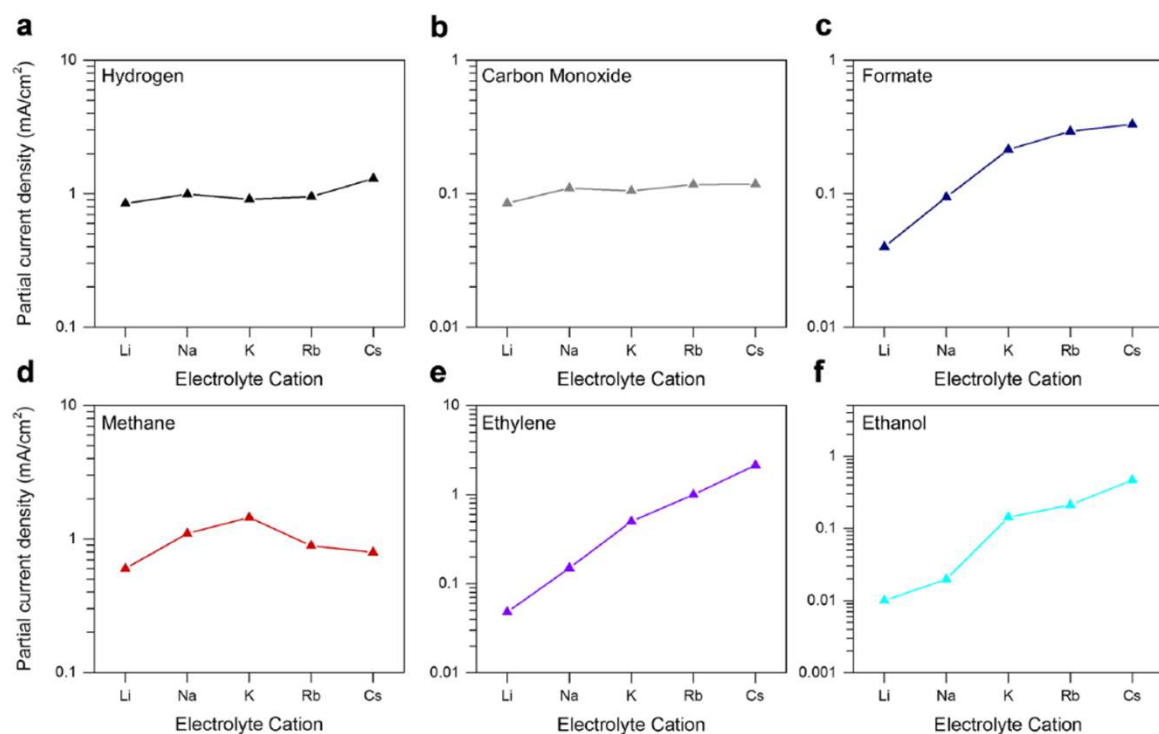 a
10
Hydrogen
1
0.1
Li Na K Rb Cs
Electrolyte Cation
Partial current density (mA/cm²)
b
1
Carbon Monoxide
0.1
0.01
Li Na K Rb Cs
Electrolyte Cation
c
1
Formate
0.1
0.01
Li Na K Rb Cs
Electrolyte Cation
d
10
Methane
1
0.1
Li Na K Rb Cs
Electrolyte Cation
Partial current density (mA/cm²)
e
10
Ethylene
1
0.1
0.01
Li Na K Rb Cs
Electrolyte Cation
f
Ethanol
1
0.1
0.01
0.001
Li Na K Rb Cs
Electrolyte Cation